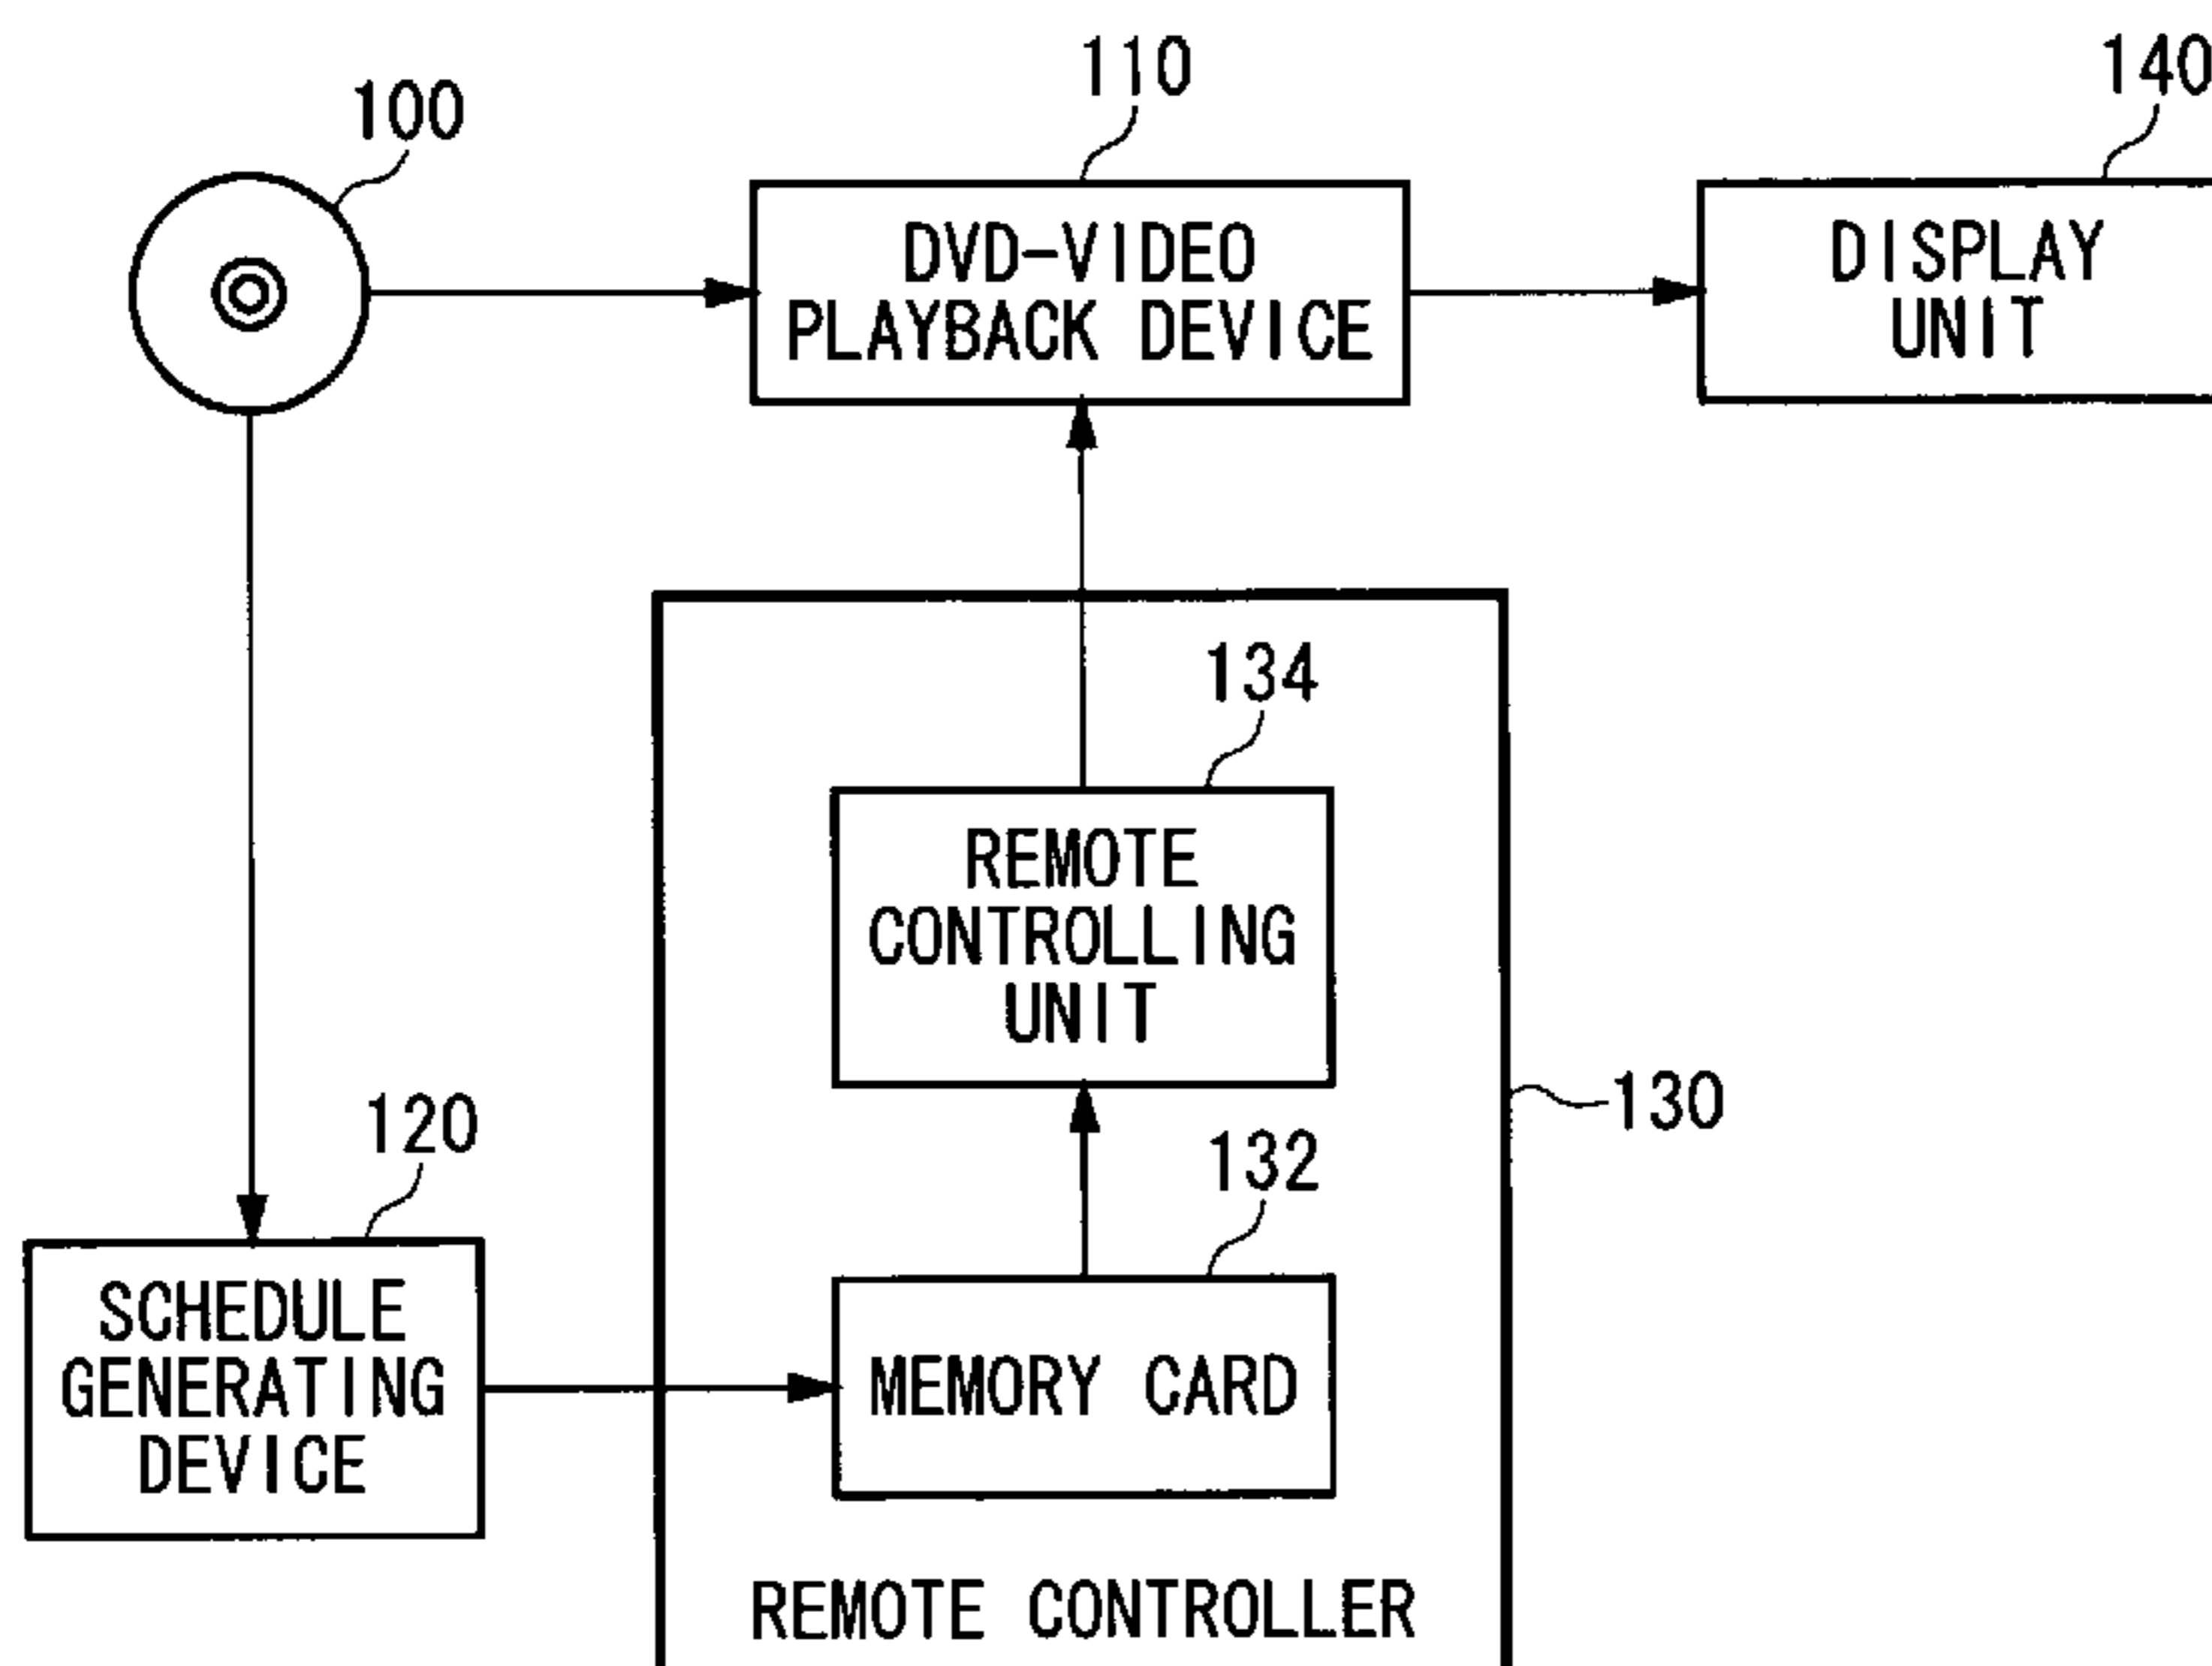 100
110
140
DVD-VIDEO
PLAYBACK DEVICE
DISPLAY
UNIT
134
REMOTE
CONTROLLING
UNIT
130
120
132
SCHEDULE
GENERATING
DEVICE
MEMORY CARD
REMOTE CONTROLLER